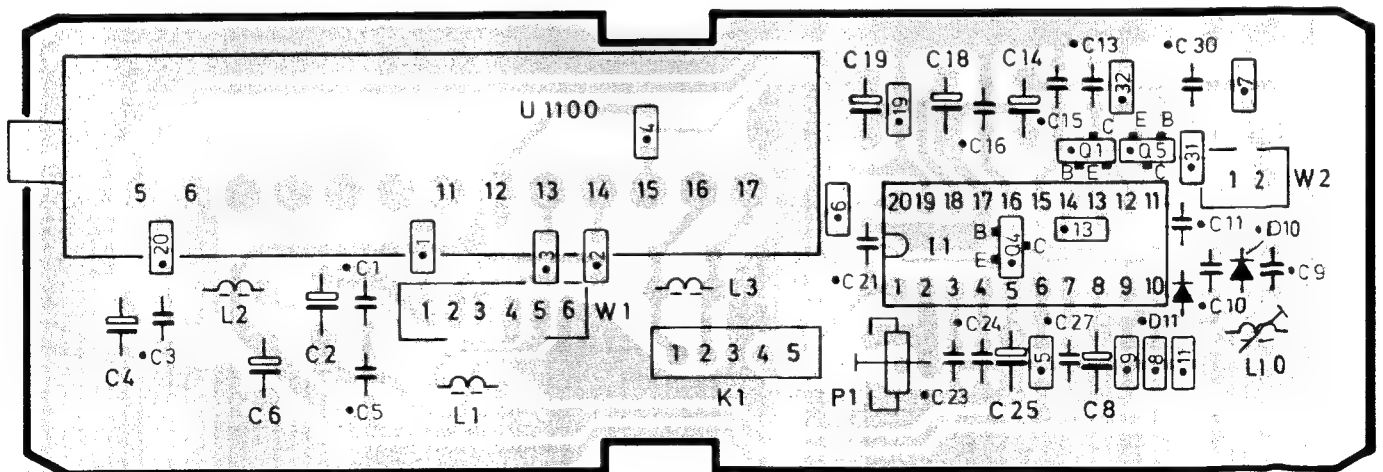 C19 C18 C14 •C13 •C30
U1100 •4 •19 •32 •7
•C16 •C15 C E B
•Q1 •Q5 •31
B E C
1 2 W2
5 6 11 12 13 14 15 16 17
•6 20 19 18 17 16 15 14 13 12 11
B •Q4 C •13 •C11 •D10
I1
E
•20 •1 •3 •2
•C1 •C21 •C9
L2 1 2 3 4 5 6 W1 L3
1 2 3 4 5 6 7 8 9 10
•C10
•C3 C2 •C24 •C27 •D11
C4 1 2 3 4 5 •5 •9 •8 •11 L10
C6 •C5 L1 K1 P1 •C23 C25 C8